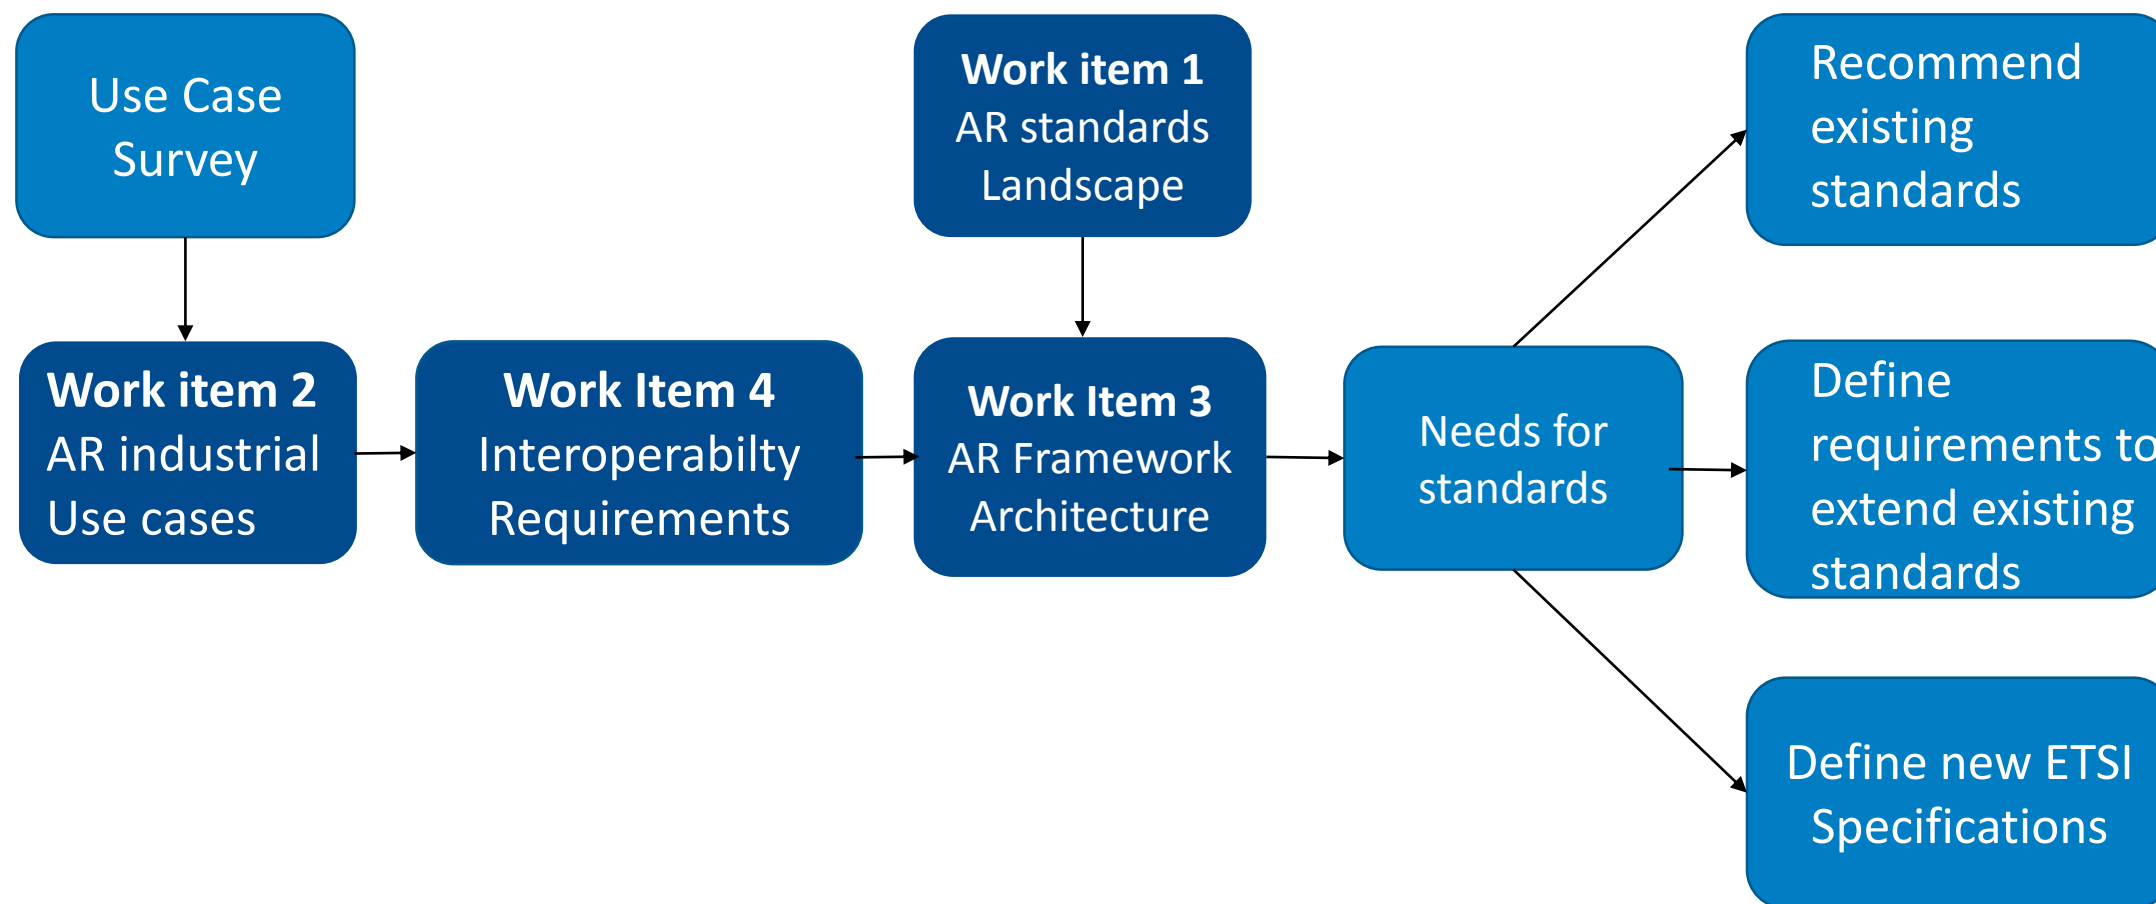 Use Case
Survey
Work item 1
AR standards
Landscape
Recommend
existing
standards
Work item 2
AR industrial
Use cases
Work Item 4
Interoperabilty
Requirements
Work Item 3
AR Framework
Architecture
Needs for
standards
Define
requirements to
extend existing
standards
Define new ETSI
Specifications